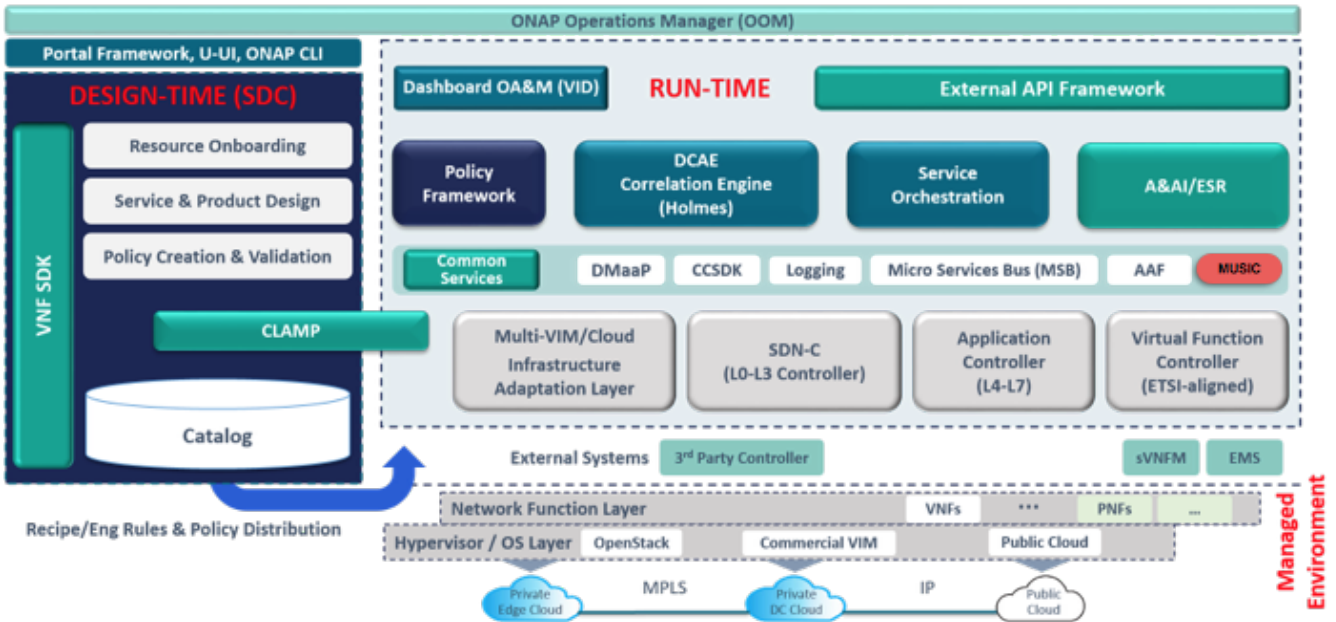 ONAP Operations Manager (OOM)
Portal Framework, U-UI, ONAP CLI
DESIGN-TIME (SDC)
VNF SDK
Resource Onboarding
Service & Product Design
Policy Creation & Validation
CLAMP
Catalog
Recipe/Eng Rules & Policy Distribution
Dashboard OA&M (VID)
RUN-TIME
External API Framework
Policy
Framework
DCAE
Correlation Engine
(Holmes)
Service
Orchestration
A&AI/ESR
Common
Services
DMaaP
CCSDK
Logging
Micro Services Bus (MSB)
AAF
MUSIC
Multi-VIM/Cloud
Infrastructure
Adaptation Layer
SDN-C
(L0-L3 Controller)
Application
Controller
(L4-L7)
Virtual Function
Controller
(ETSI-aligned)
External Systems
3rd Party Controller
sVNFM
EMS
Network Function Layer
VNFs
...
PNFs
...
Hypervisor / OS Layer
OpenStack
Commercial VIM
Public Cloud
Private
Edge Cloud
MPLS
Private
DC Cloud
IP
Public
Cloud
Managed
Environment